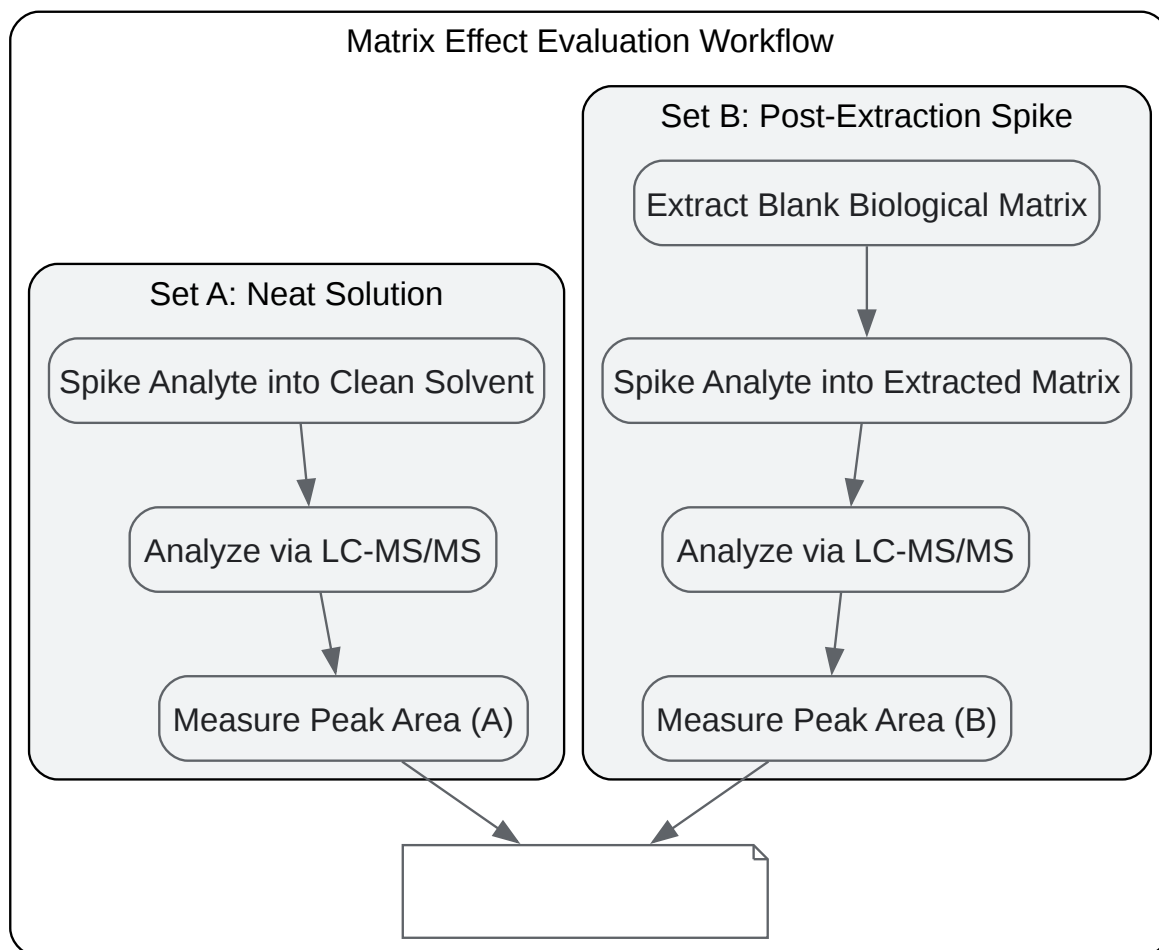 Matrix Effect Evaluation Workflow
Set A: Neat Solution
Spike Analyte into Clean Solvent
Analyze via LC-MS/MS
Measure Peak Area (A)
Set B: Post-Extraction Spike
Extract Blank Biological Matrix
Spike Analyte into Extracted Matrix
Analyze via LC-MS/MS
Measure Peak Area (B)